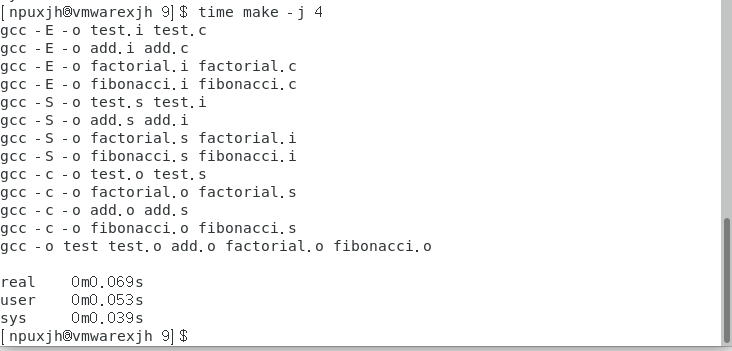 [npuxjh@vmwarexjh 9]$ time make -j 4
gcc -E -o test.i test.c
gcc -E -o add.i add.c
gcc -E -o factorial.i factorial.c
gcc -E -o fibonacci.i fibonacci.c
gcc -S -o test.s test.i
gcc -S -o add.s add.i
gcc -S -o factorial.s factorial.i
gcc -S -o fibonacci.s fibonacci.i
gcc -c -o test.o test.s
gcc -c -o factorial.o factorial.s
gcc -c -o add.o add.s
gcc -c -o fibonacci.o fibonacci.s
gcc -o test test.o add.o factorial.o fibonacci.o
real 0m0.069s
user 0m0.053s
sys 0m0.039s
[npuxjh@vmwarexjh 9]$